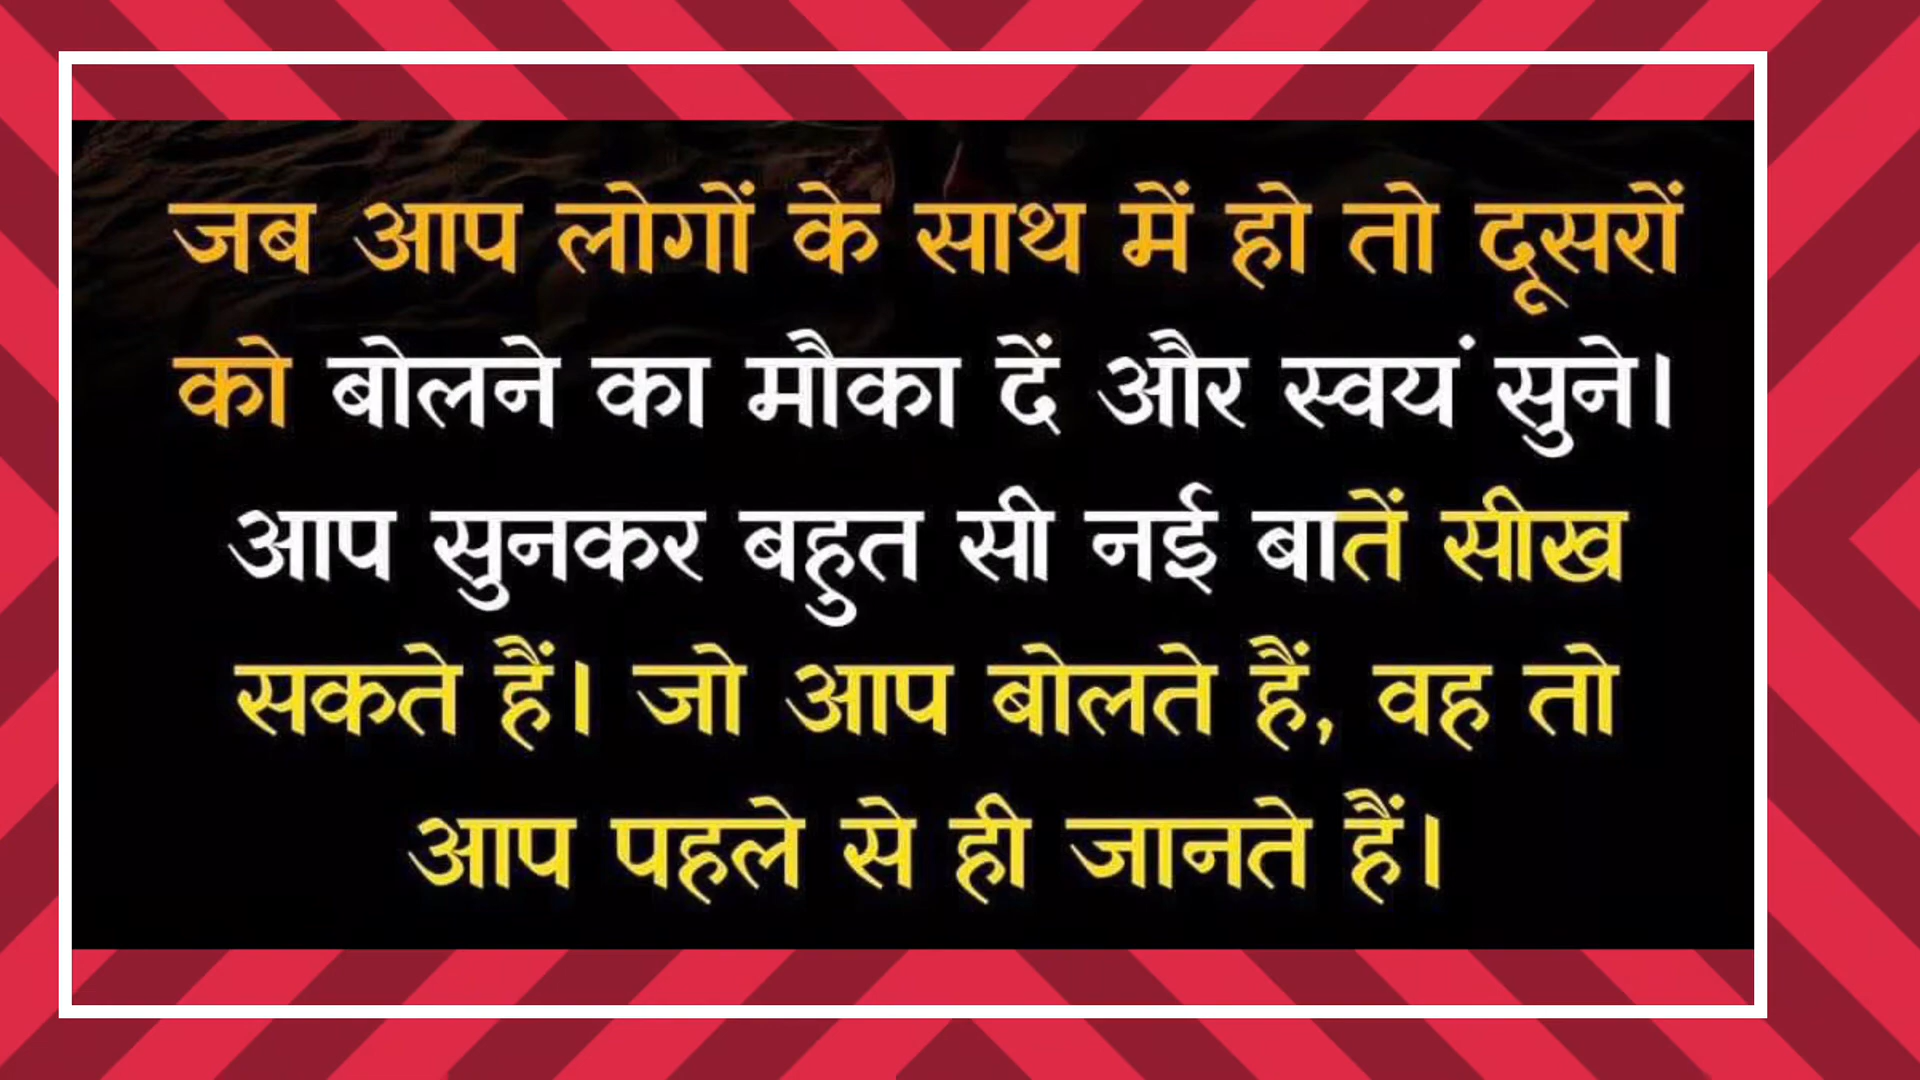 जब आप लोगों के साथ में हो तो दूसरों
को बोलने का मौका दें और स्वयं सुने।
आप सुनकर बहुत सी नई बातें सीख
सकते हैं। जो आप बोलते हैं, वह तो
आप पहले से ही जानते हैं।